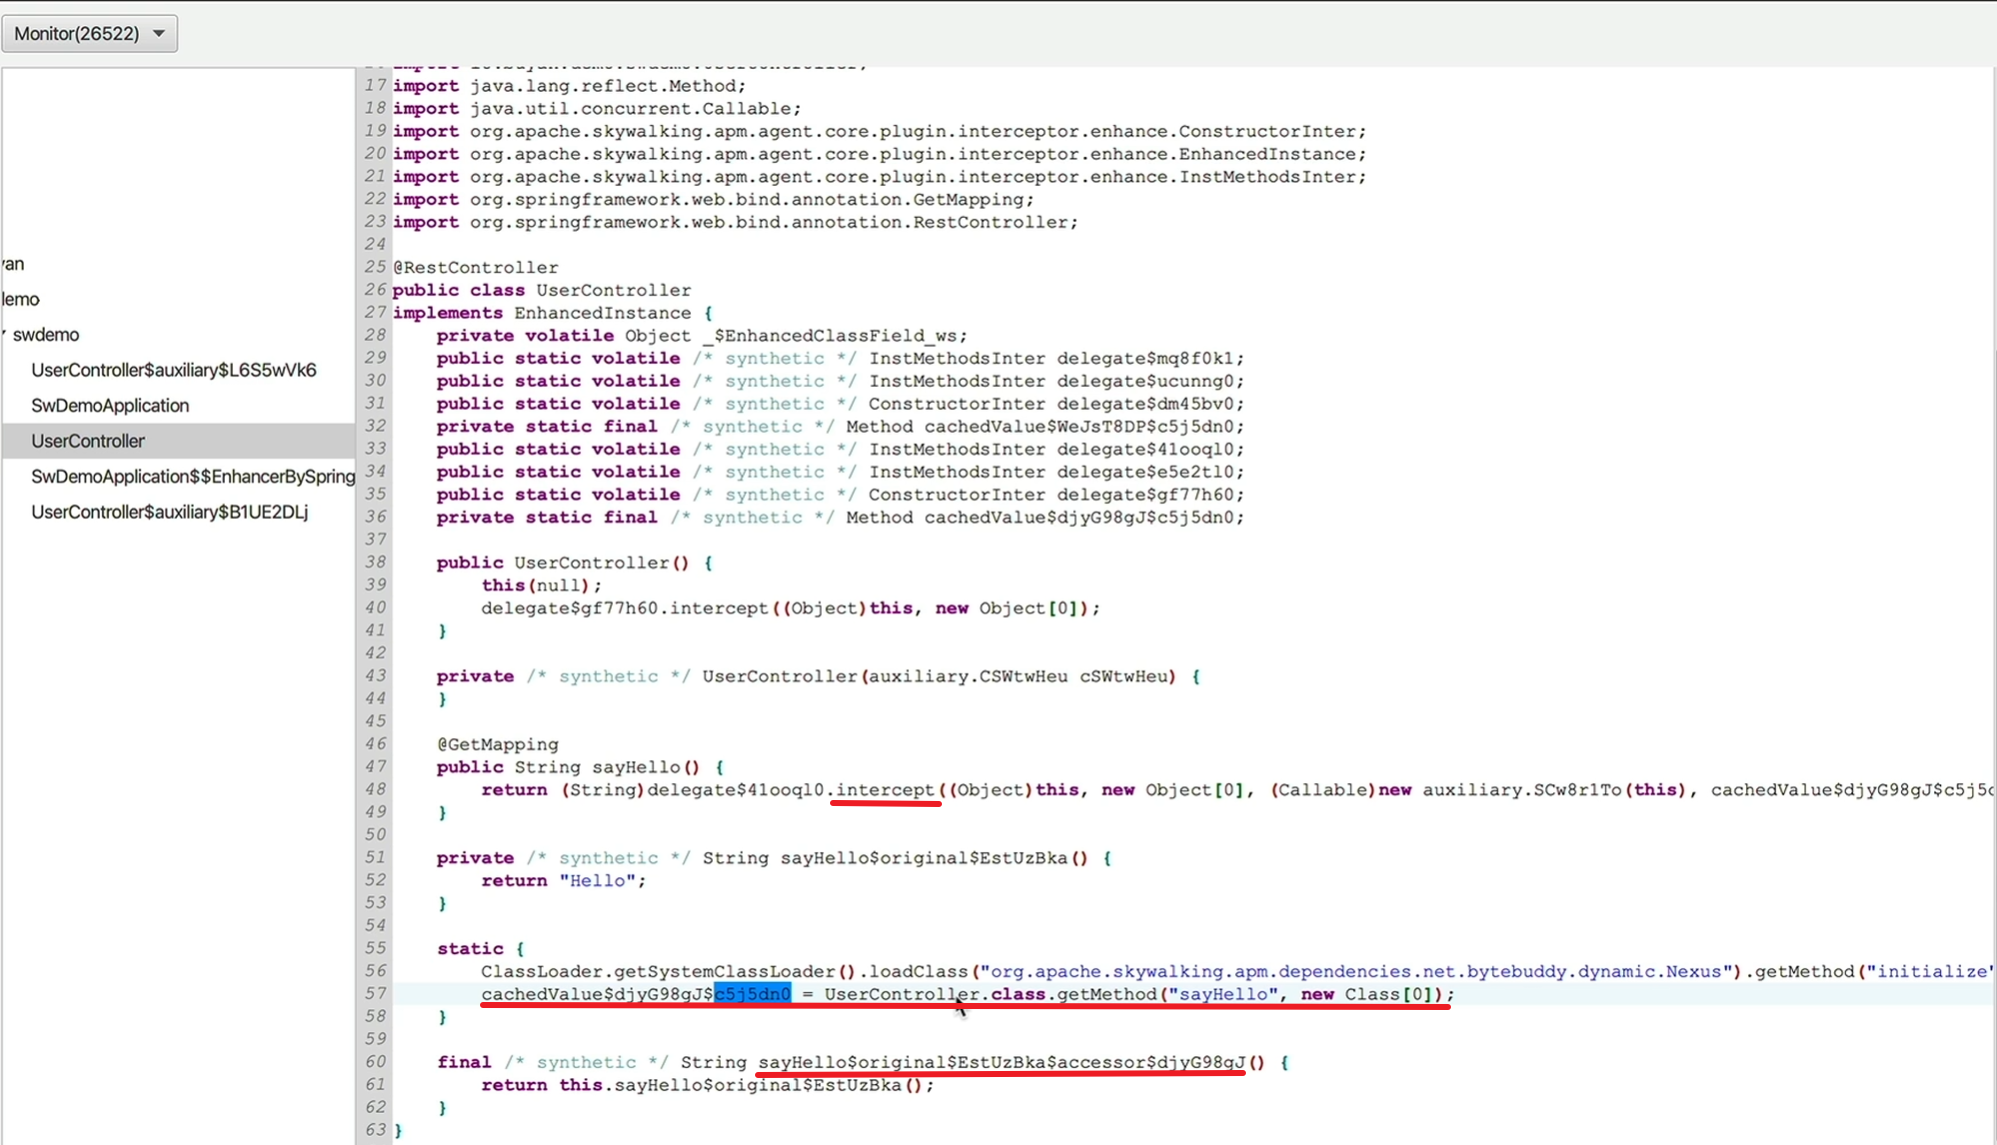 Monitor(26522)
van
lemo
swdemo
UserController$auxiliary$L6S5wVk6
SwDemoApplication
UserController
SwDemoApplication$$EnhancerBySpring
UserController$auxiliary$B1UE2DLj
17 import java.lang.reflect.Method;
18 import java.util.concurrent.Callable;
19 import org.apache.skywalking.apm.agent.core.plugin.interceptor.enhance.ConstructorInter;
20 import org.apache.skywalking.apm.agent.core.plugin.interceptor.enhance.EnhancedInstance;
21 import org.apache.skywalking.apm.agent.core.plugin.interceptor.enhance.InstMethodsInter;
22 import org.springframework.web.bind.annotation.GetMapping;
23 import org.springframework.web.bind.annotation.RestController;
24
25 @RestController
26 public class UserController
27 implements EnhancedInstance {
28 private volatile Object _$EnhancedClassField_ws;
29 public static volatile /* synthetic */ InstMethodsInter delegate$mq8f0k1;
30 public static volatile /* synthetic */ InstMethodsInter delegate$ucunng0;
31 public static volatile /* synthetic */ ConstructorInter delegate$dm45bv0;
32 private static final /* synthetic */ Method cachedValue$WeJsT8DP$c5j5dn0;
33 public static volatile /* synthetic */ InstMethodsInter delegate$41ooql0;
34 public static volatile /* synthetic */ InstMethodsInter delegate$e5e2tl0;
35 public static volatile /* synthetic */ ConstructorInter delegate$gf77h60;
36 private static final /* synthetic */ Method cachedValue$djyG98gJ$c5j5dn0;
37
38 public UserController() {
39 this(null);
40 delegate$gf77h60.intercept((Object)this, new Object[0]);
41 }
42
43 private /* synthetic */ UserController(auxiliary.CSWtwHeu cSWtwHeu) {
44 }
45
46 @GetMapping
47 public String sayHello() {
48 return (String)delegate$41ooql0.intercept((Object)this, new Object[0], (Callable)new auxiliary.SCw8r1To(this), cachedValue$djyG98gJ$c5j5d
49 }
50
51 private /* synthetic */ String sayHello$original$EstUzBka() {
52 return "Hello";
53 }
54
55 static {
56 ClassLoader.getSystemClassLoader().loadClass("org.apache.skywalking.apm.dependencies.net.bytebuddy.dynamic.Nexus").getMethod("initialize"
57 cachedValue$djyG98gJ$c5j5dn0 = UserController.class.getMethod("sayHello", new Class[0]);
58 }
59
60 final /* synthetic */ String sayHello$original$EstUzBka$accessor$djyG98gJ() {
61 return this.sayHello$original$EstUzBka();
62 }
63 }